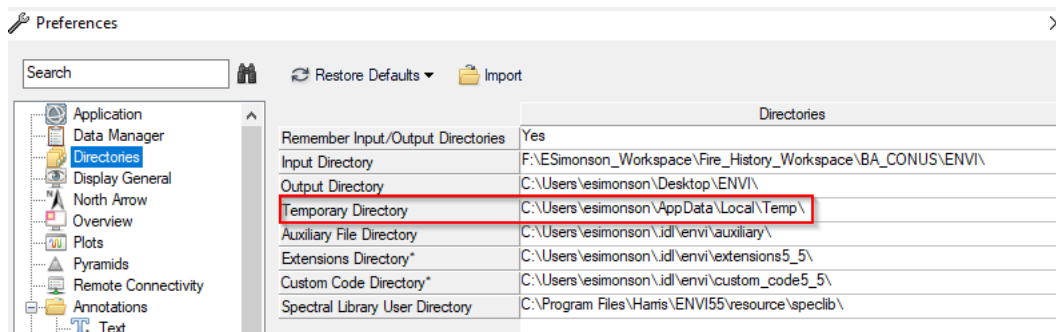 Preferences
Search
Restore Defaults
Import
Application
Data Manager
Directories
Display General
North Arrow
Overview
Plots
Pyramids
Remote Connectivity
Annotations
Text
Directories
Remember Input/Output Directories Yes
Input Directory F:\ESimonson_Workspace\Fire_History_Workspace\BA_CONUS\ENVI\
Output Directory C:\Users\esimonson\Desktop\ENVI\
Temporary Directory C:\Users\esimonson\AppData\Local\Temp\
Auxiliary File Directory C:\Users\esimonson\.idl\envi\auxiliary\
Extensions Directory* C:\Users\esimonson\.idl\envi\extensions5_5\
Custom Code Directory* C:\Users\esimonson\.idl\envi\custom_code5_5\
Spectral Library User Directory C:\Program Files\Harris\ENVI55\resource\speclib\